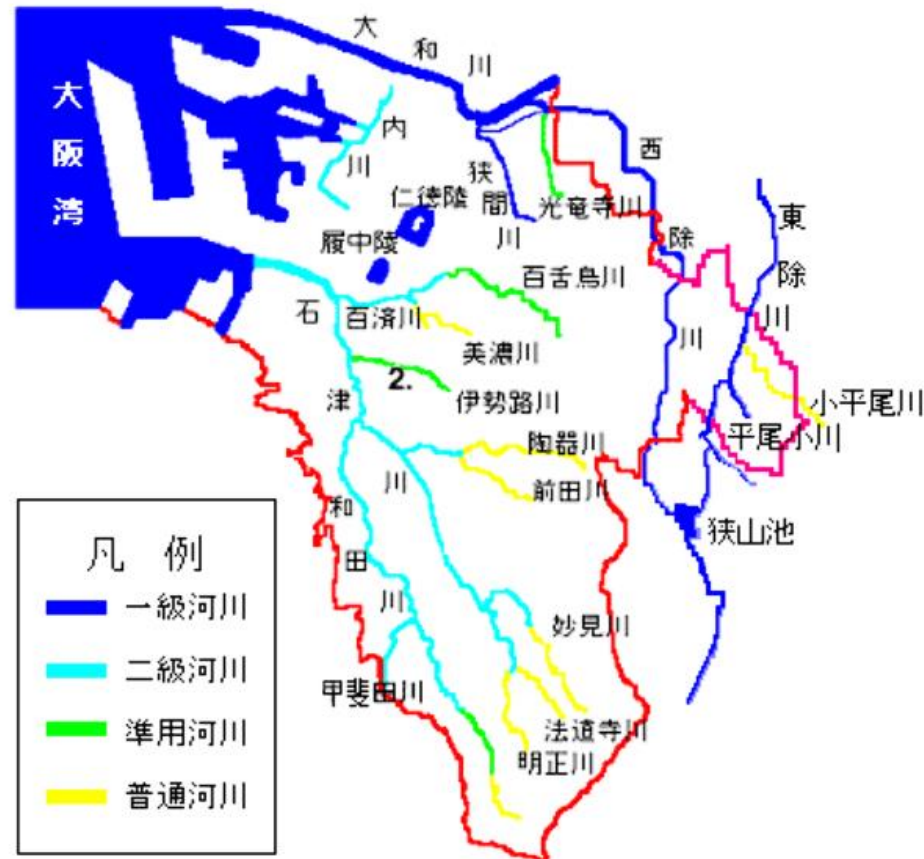 大和川
大阪湾
内川
狭間川
西除川
仁徳陵
光竜寺川
東除川
履中陵
百舌鳥川
石津川
百済川
美濃川
2.
伊勢路川
小平尾川
平尾小川
陶器川
前田川
和田川
狭山池
妙見川
甲斐田川
法道寺川
明正川
凡例
一級河川
二級河川
準用河川
普通河川